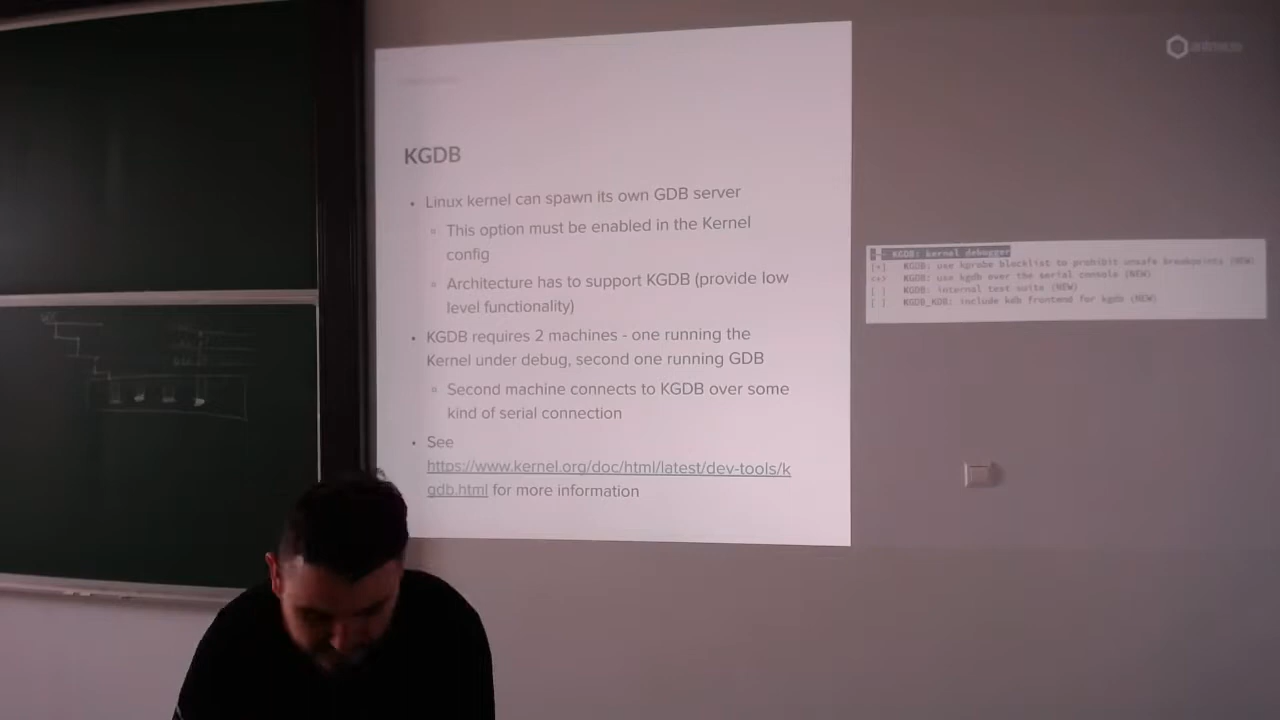 KGDB
• Linux kernel can spawn its own GDB server
▫ This option must be enabled in the Kernel
config
▫ Architecture has to support KGDB (provide low
level functionality)
• KGDB requires 2 machines - one running the
Kernel under debug, second one running GDB
▫ Second machine connects to KGDB over some
kind of serial connection
• See
https://www.kernel.org/doc/html/latest/dev-tools/k
gdb.html for more information
--- KGDB: kernel debugger
[*] KGDB: use kprobe blocklist to prohibit unsafe breakpoints (NEW)
<*> KGDB: use kgdb over the serial console (NEW)
[ ] KGDB: internal test suite (NEW)
[ ] KGDB_KDB: include kdb frontend for kgdb (NEW)